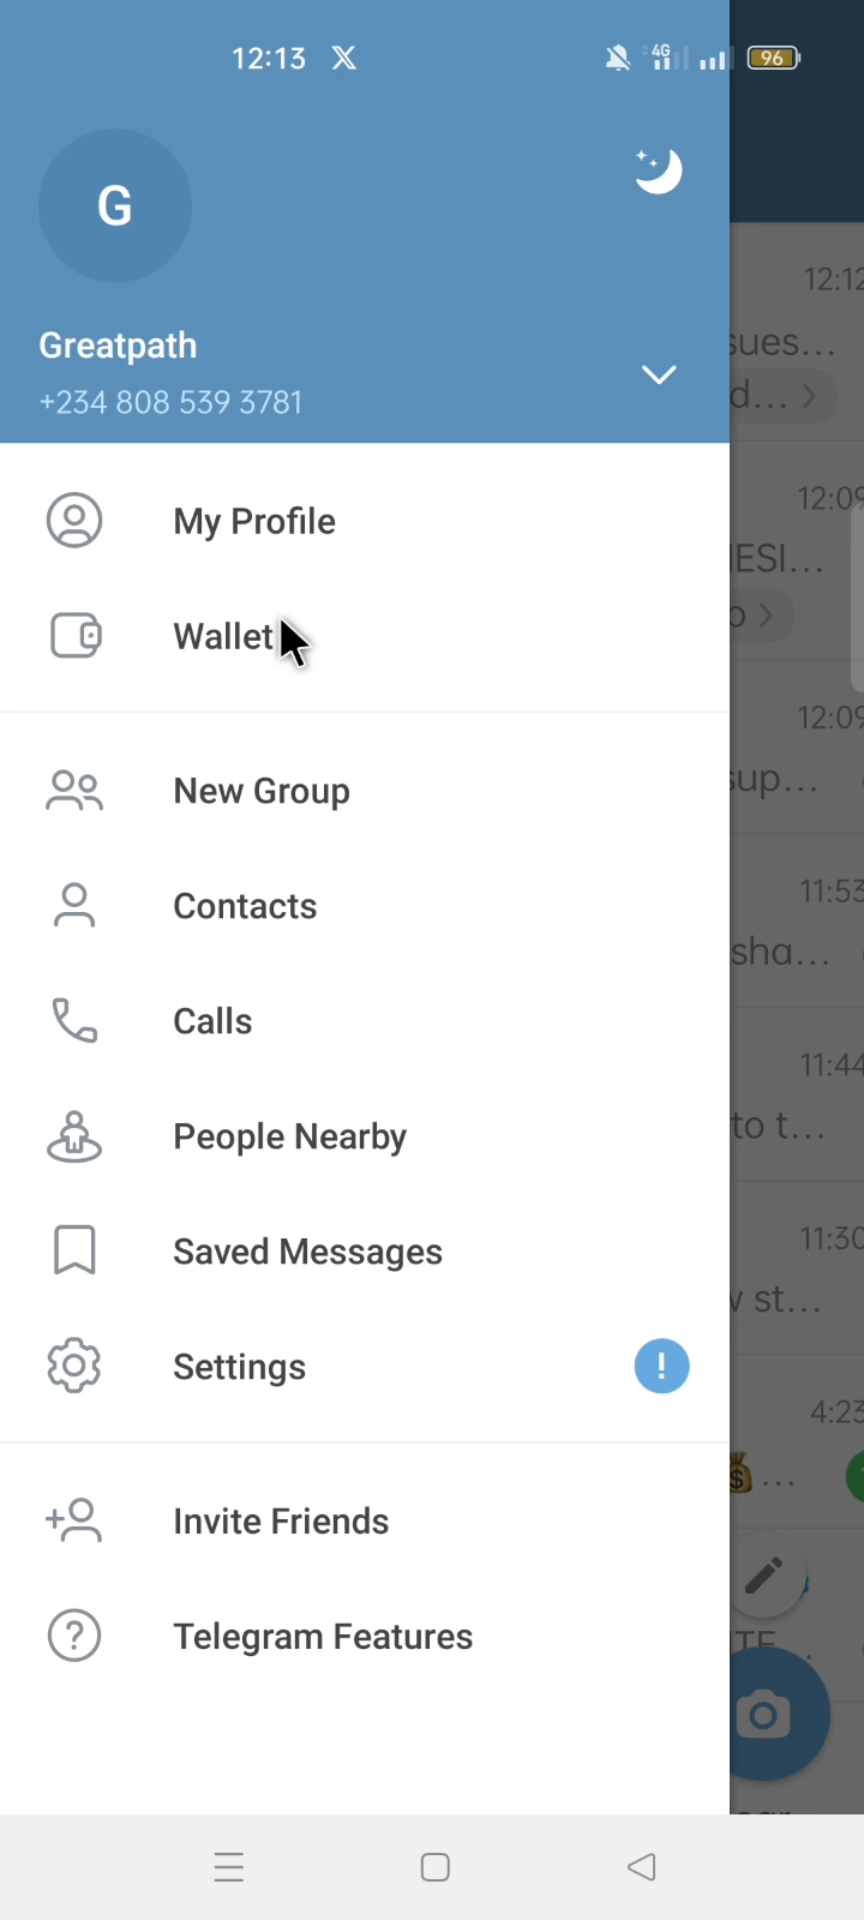 12:13 X 4G 96
G
Greatpath
+234 808 539 3781
My Profile
Wallet
New Group
Contacts
Calls
People Nearby
Saved Messages
Settings !
Invite Friends
? Telegram Features
12:12
sues...
d...
12:09
ESI...
o
12:09
sup...
11:53
sha...
11:44
to t...
11:30
st...
4:23
...